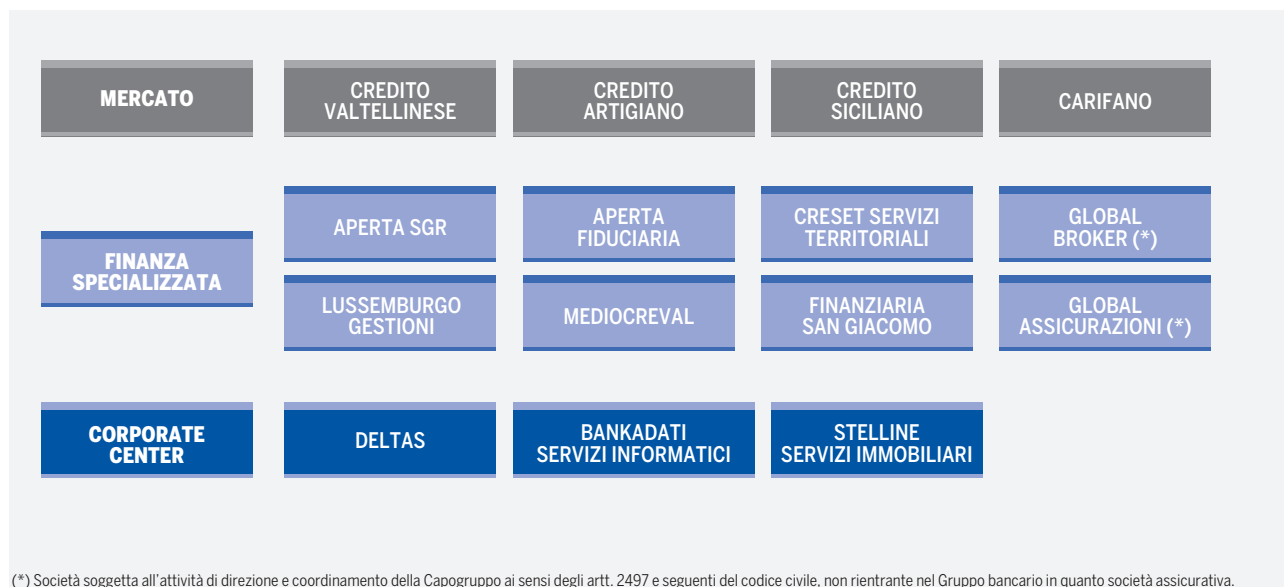 MERCATO
CREDITO
VALTELLINESE
CREDITO
ARTIGIANO
CREDITO
SICILIANO
CARIFANO
FINANZA
SPECIALIZZATA
APERTA SGR
APERTA
FIDUCIARIA
CRESET SERVIZI
TERRITORIALI
GLOBAL
BROKER (*)
LUSSEMBURGO
GESTIONI
MEDIOCREVAL
FINANZIARIA
SAN GIACOMO
GLOBAL
ASSICURAZIONI (*)
CORPORATE
CENTER
DELTAS
BANKADATI
SERVIZI INFORMATICI
STELLINE
SERVIZI IMMOBILIARI
(*) Società soggetta all'attività di direzione e coordinamento della Capogruppo ai sensi degli artt. 2497 e seguenti del codice civile, non rientrante nel Gruppo bancario in quanto società assicurativa.